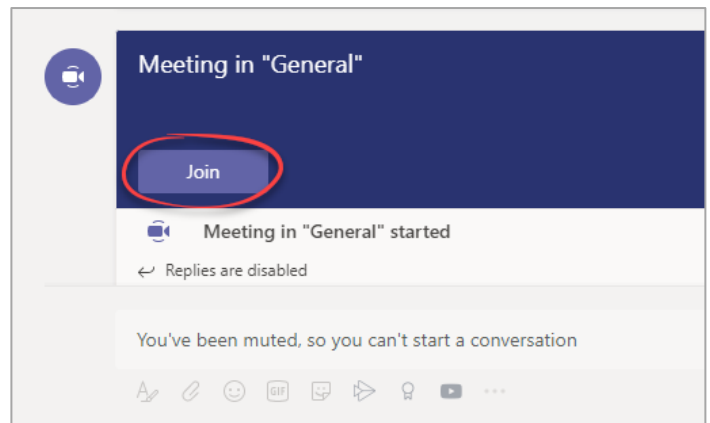 Meeting in "General"
Join
Meeting in "General" started
Replies are disabled
You've been muted, so you can't start a conversation
GIF